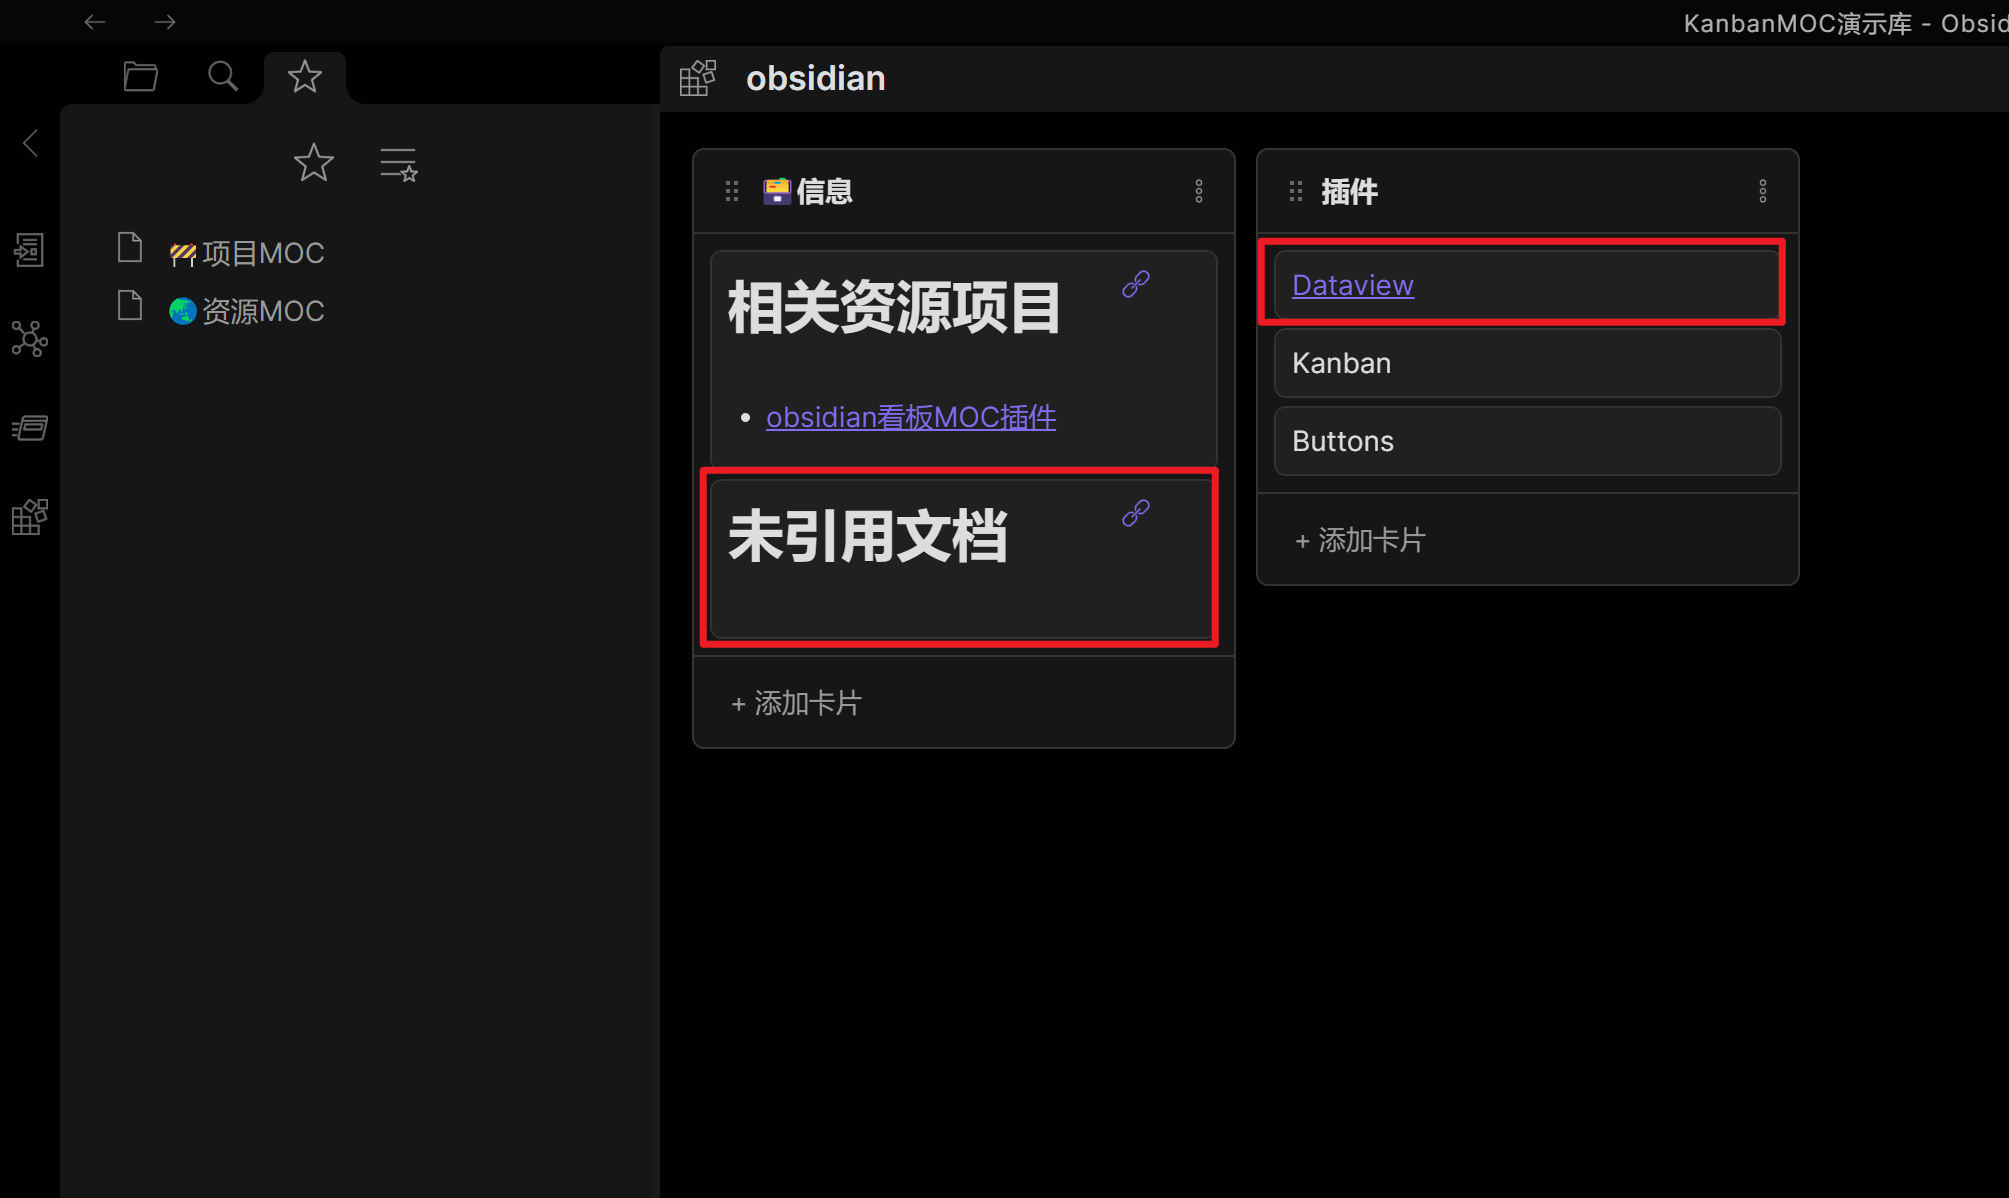 KanbanMOC演示库 - Obsid
obsidian
项目MOC
资源MOC
信息
相关资源项目
obsidian看板MOC插件
未引用文档
+ 添加卡片
插件
Dataview
Kanban
Buttons
+ 添加卡片